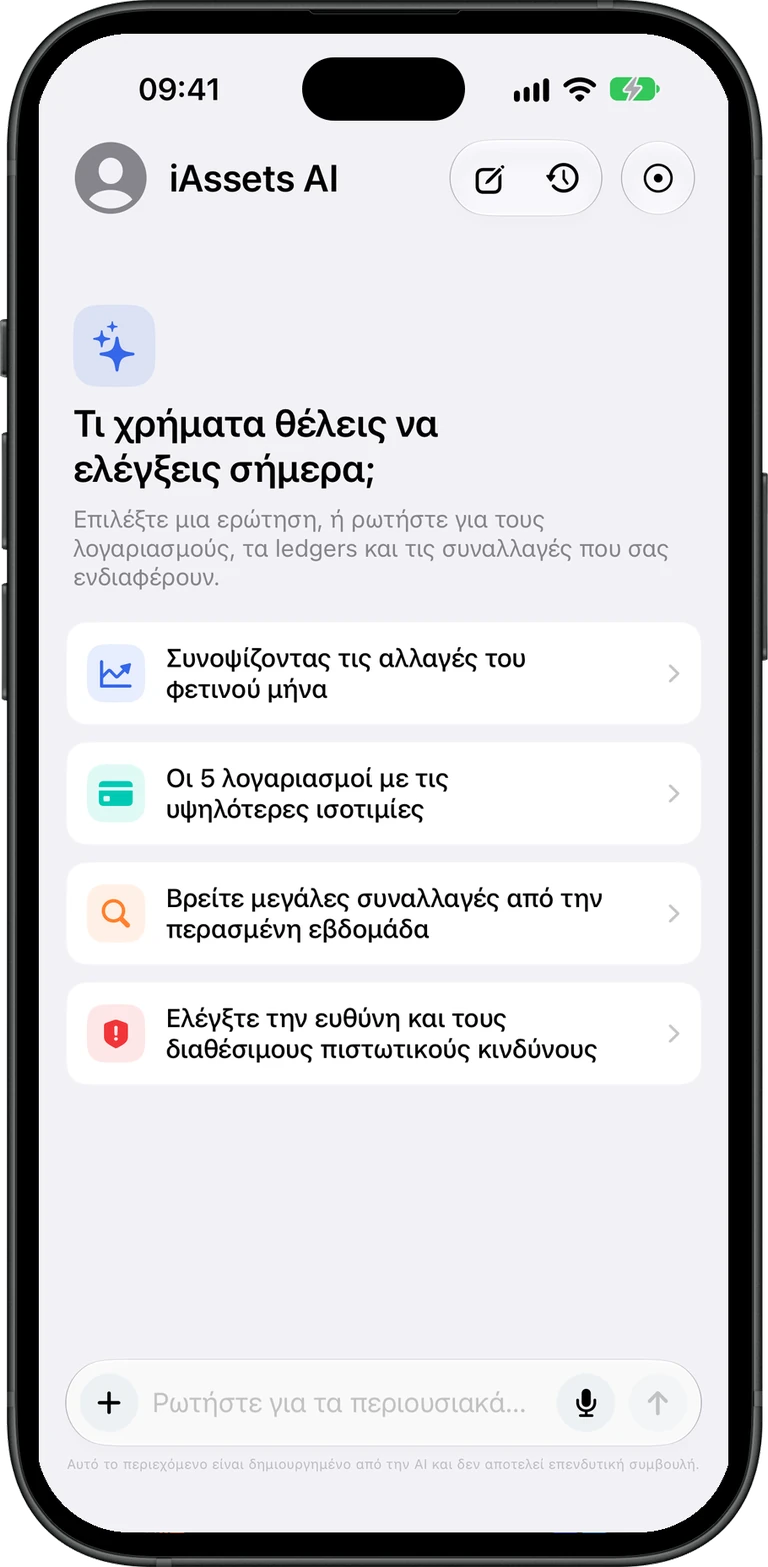 09:41
iAssets AI
Τι χρήματα θέλεις να
ελέγξεις σήμερα;
Επιλέξτε μια ερώτηση, ή ρωτήστε για τους
λογαριασμούς, τα ledgers και τις συναλλαγές που σας
ενδιαφέρουν.
Συνοψίζοντας τις αλλαγές του
φετινού μήνα
Οι 5 λογαριασμοί με τις
υψηλότερες ισοτιμίες
Βρείτε μεγάλες συναλλαγές από την
περασμένη εβδομάδα
Ελέγξτε την ευθύνη και τους
διαθέσιμους πιστωτικούς κινδύνους
Ρωτήστε για τα περιουσιακά...
Αυτό το περιεχόμενο είναι δημιουργημένο από την AI και δεν αποτελεί επενδυτική συμβουλή.